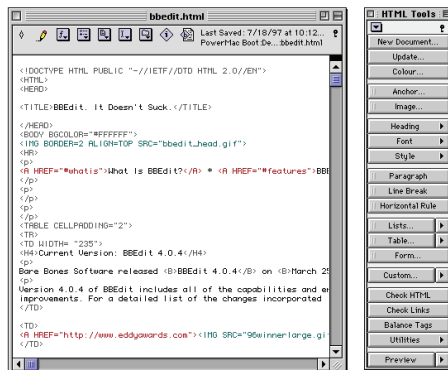 bbedit.html
Last Saved: 7/18/97 at 10:12...
PowerMac Boot:De...:bbedit.html
<!DOCTYPE HTML PUBLIC "-//IETF//DTD HTML 2.0//EN">
<HTML>
<HEAD>
<TITLE>BBEdit. It Doesn't Suck.</TITLE>
</HEAD>
<BODY BGCOLOR="#FFFFFF">
<IMG BORDER=2 ALIGN=TOP SRC="bbedit_head.gif">
<HR>
<p>
<A HREF="#whatis">What Is BBEdit?</A> * <A HREF="#features">BBE
</p>
<p>
</p>
<p>
<TABLE CELLPADDING="2">
<TR>
<TD WIDTH= "235">
<H4>Current Version: BBEdit 4.0.4</H4>
<p>
Bare Bones Software released <B>BBEdit 4.0.4</B> on <B>March 25
<p>
Version 4.0.4 of BBEdit includes all of the capabilities and en
improvements. For a detailed list of the changes incorporated
</TD>
<TD>
<A HREF="http://www.eddyawards.com"><IMG SRC="96winnerlarge.gi
</TD>
HTML Tools
New Document...
Update...
Colour...
Anchor...
Image...
Heading
Font
Style
Paragraph
Line Break
Horizontal Rule
Lists...
Table...
Form...
Custom...
Check HTML
Check Links
Balance Tags
Utilities
Preview